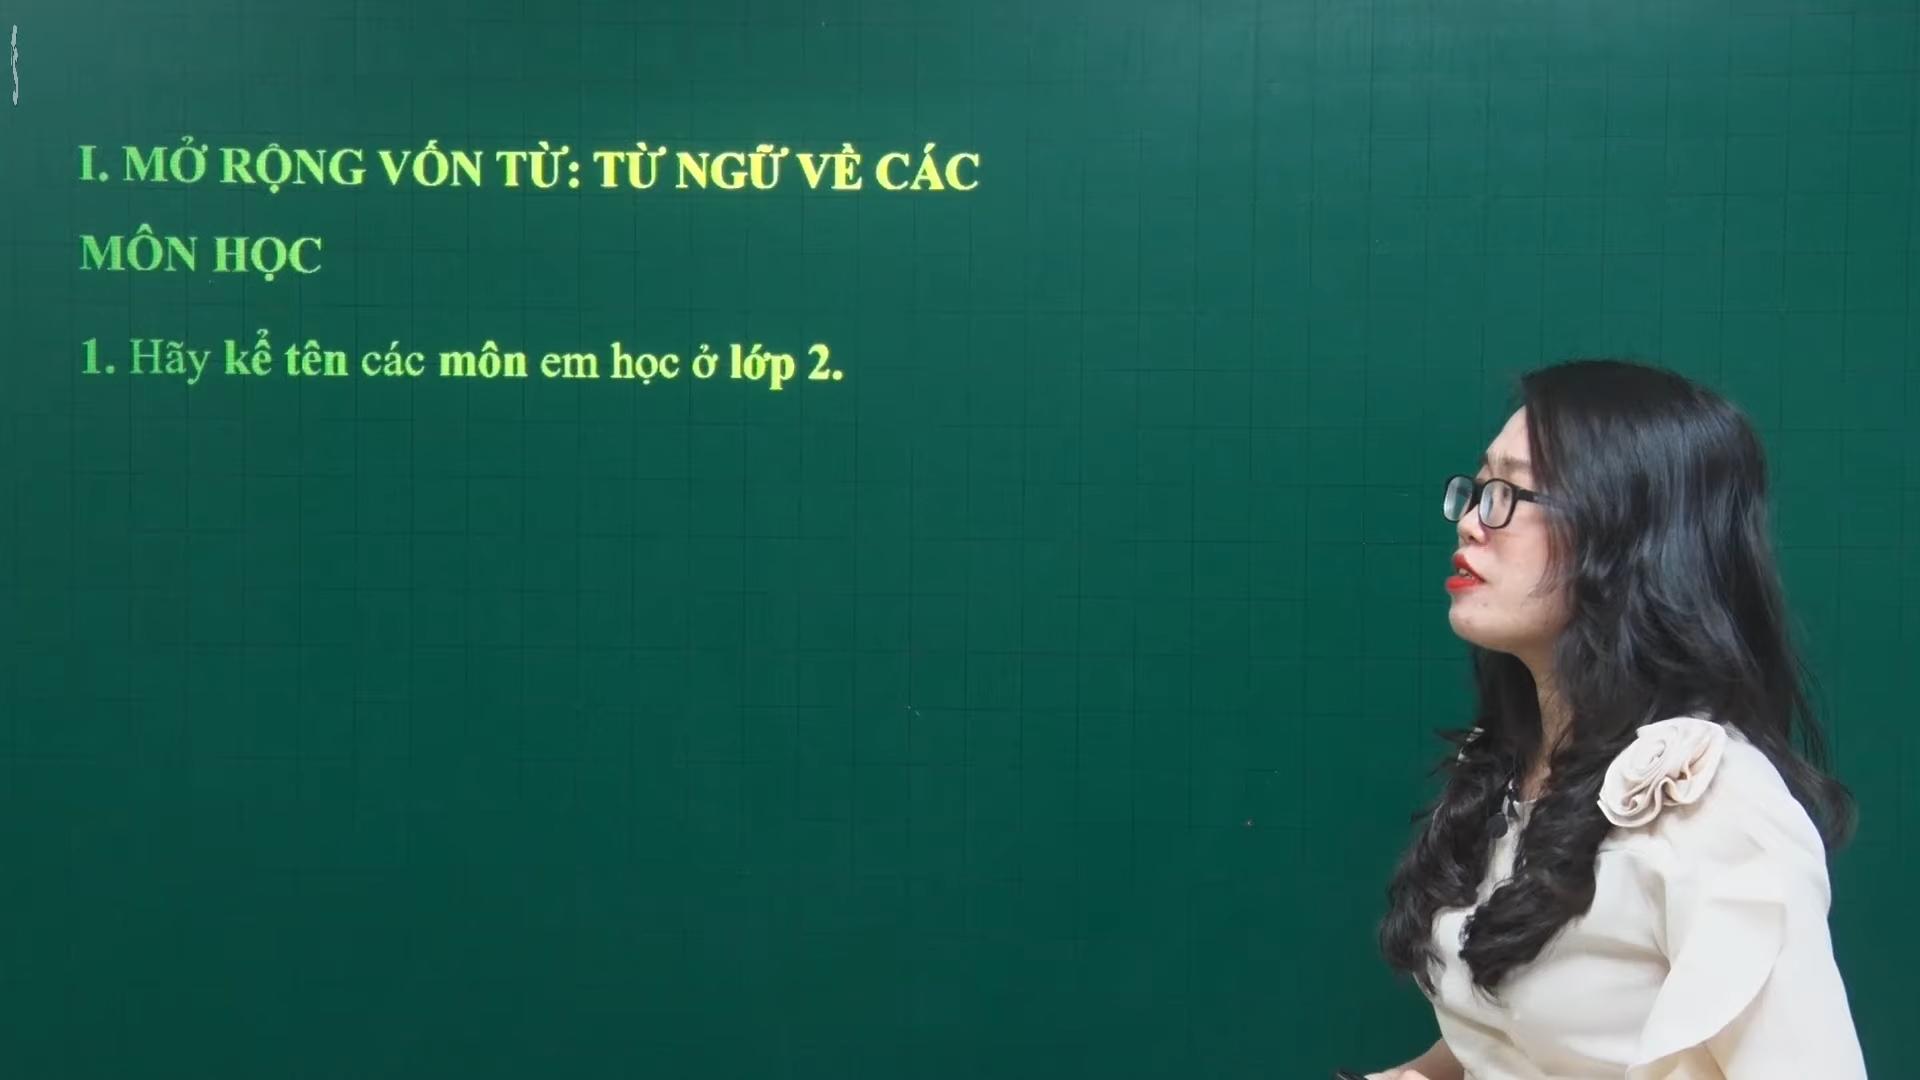 I. MỞ RỘNG VỐN TỪ: TỪ NGỮ VỀ CÁC
MÔN HỌC
1. Hãy kể tên các môn em học ở lớp 2.